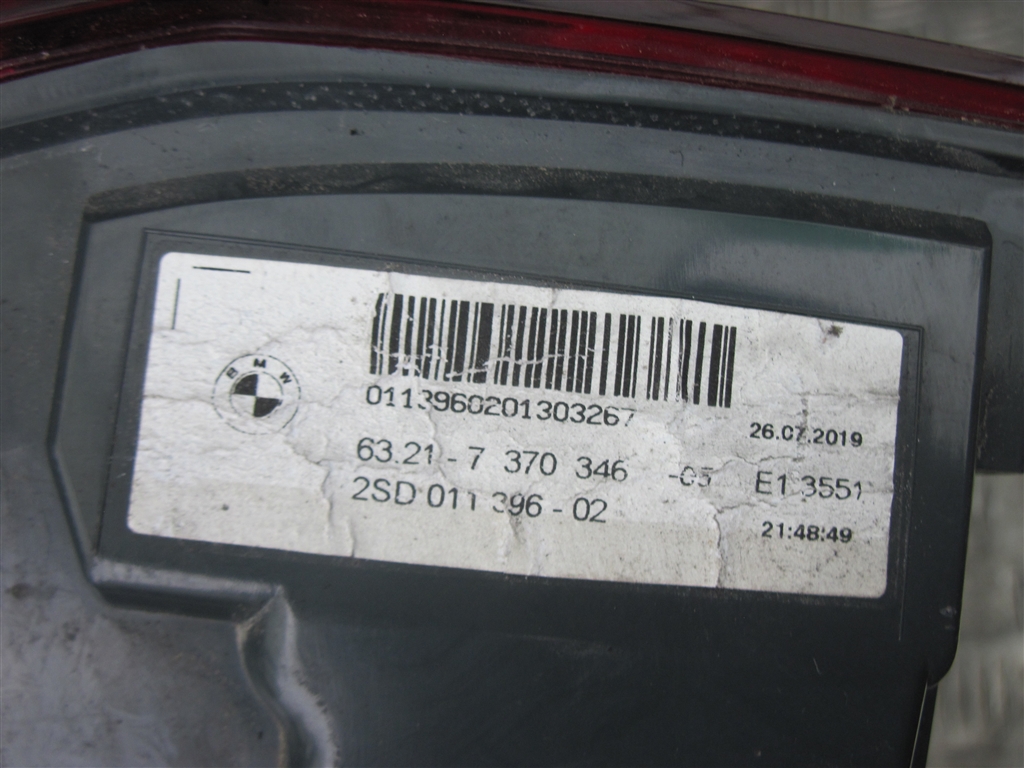 BMW
0113960201303267
26.07.2019
63.21-7 370 346 -05 E1 3551
2SD 011 396-02
21:48:49